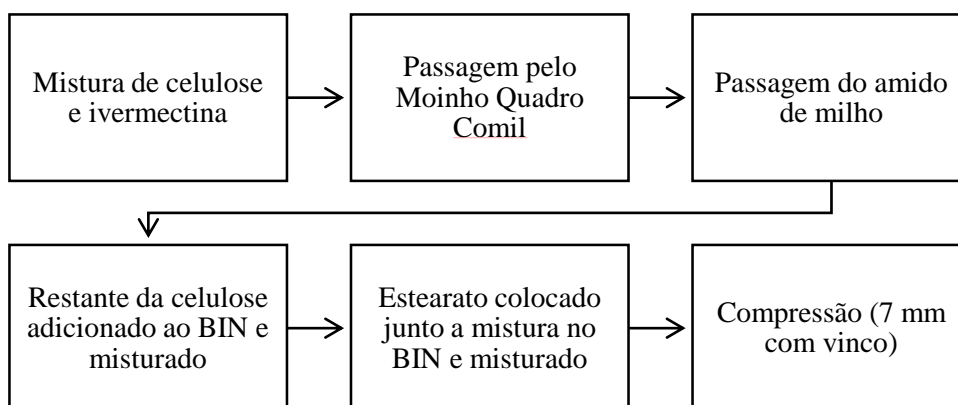 Mistura de celulose
e ivermectina
Passagem pelo
Moinho Quadro
Comil
Passagem do amido
de milho
Restante da celulose
adicionado ao BIN e
misturado
Estearato colocado
junto a mistura no
BIN e misturado
Compressão (7 mm
com vinco)